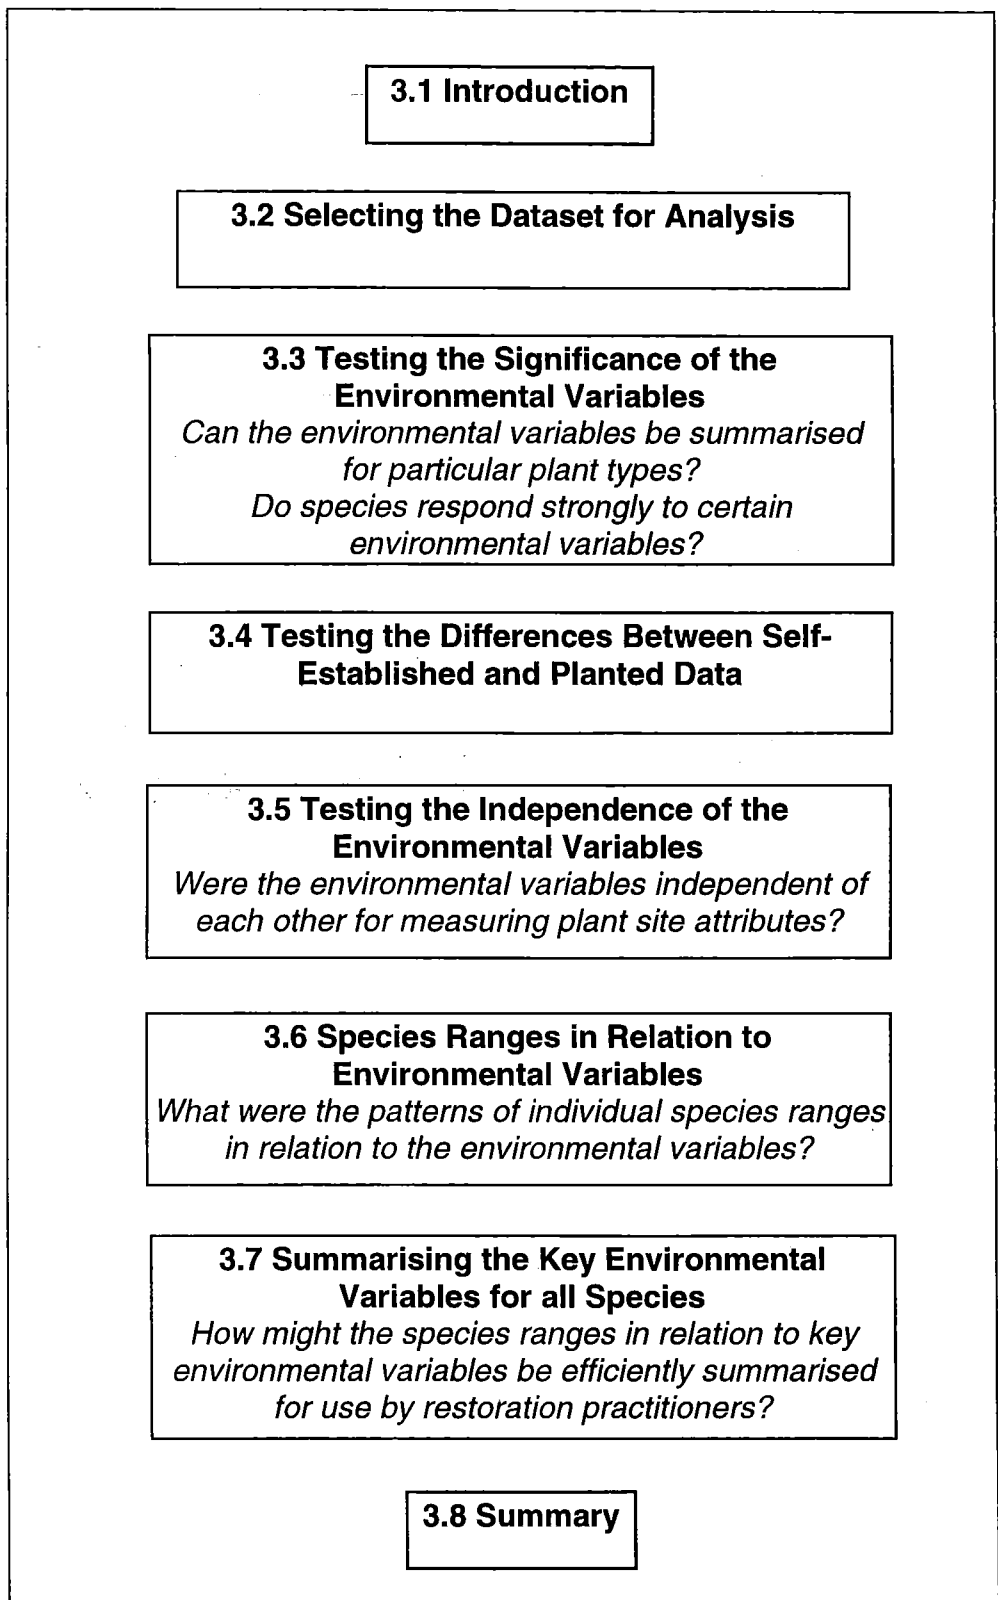 3.1 Introduction
3.2 Selecting the Dataset for Analysis
3.3 Testing the Significance of the
Environmental Variables
Can the environmental variables be summarised
for particular plant types?
Do species respond strongly to certain
environmental variables?
3.4 Testing the Differences Between Self-
Established and Planted Data
3.5 Testing the Independence of the
Environmental Variables
Were the environmental variables independent of
each other for measuring plant site attributes?
3.6 Species Ranges in Relation to
Environmental Variables
What were the patterns of individual species ranges
in relation to the environmental variables?
3.7 Summarising the Key Environmental
Variables for all Species
How might the species ranges in relation to key
environmental variables be efficiently summarised
for use by restoration practitioners?
3.8 Summary